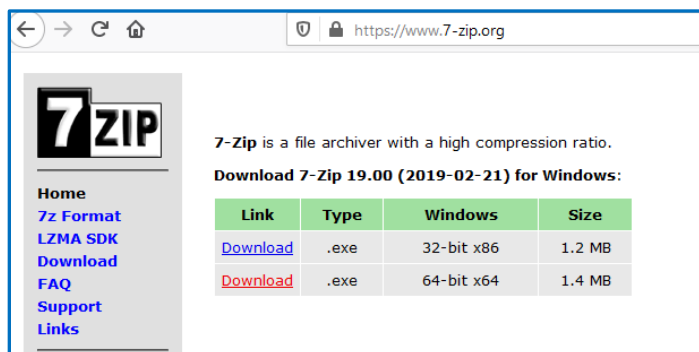 https://www.7-zip.org
7 ZIP
Home
7z Format
LZMA SDK
Download
FAQ
Support
Links
7-Zip is a file archiver with a high compression ratio.
Download 7-Zip 19.00 (2019-02-21) for Windows:
Link Type Windows Size
Download .exe 32-bit x86 1.2 MB
Download .exe 64-bit x64 1.4 MB